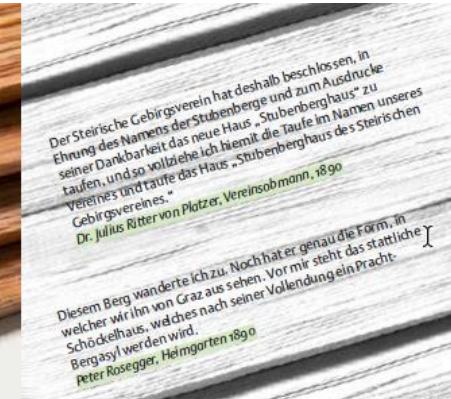 Der Steirische Gebirgsverein hat deshalb beschlossen, in
Ehrung des Namens der Stubenberge und zum Ausdrucke
seiner Dankbarkeit das neue Haus „Stubenberghaus“ zu
taufen, und so vollziehe ich hiemit die Taufe im Namen unseres
Vereines und taufe das Haus „Stubenberghaus des Steirischen
Gebirgsvereines.“
Dr. Julius Ritter von Plotzer, Vereinsobmann, 1890
Diesem Berg wanderte ich zu. Noch hat er genau die Form, in
welcher wir ihn von Graz aus sehen. Vor mir steht das stattliche
Schöckelhaus, welches nach seiner Vollendung ein Pracht-
Bergasyl werden wird.
Peter Rosegger, Heimgarten 1890